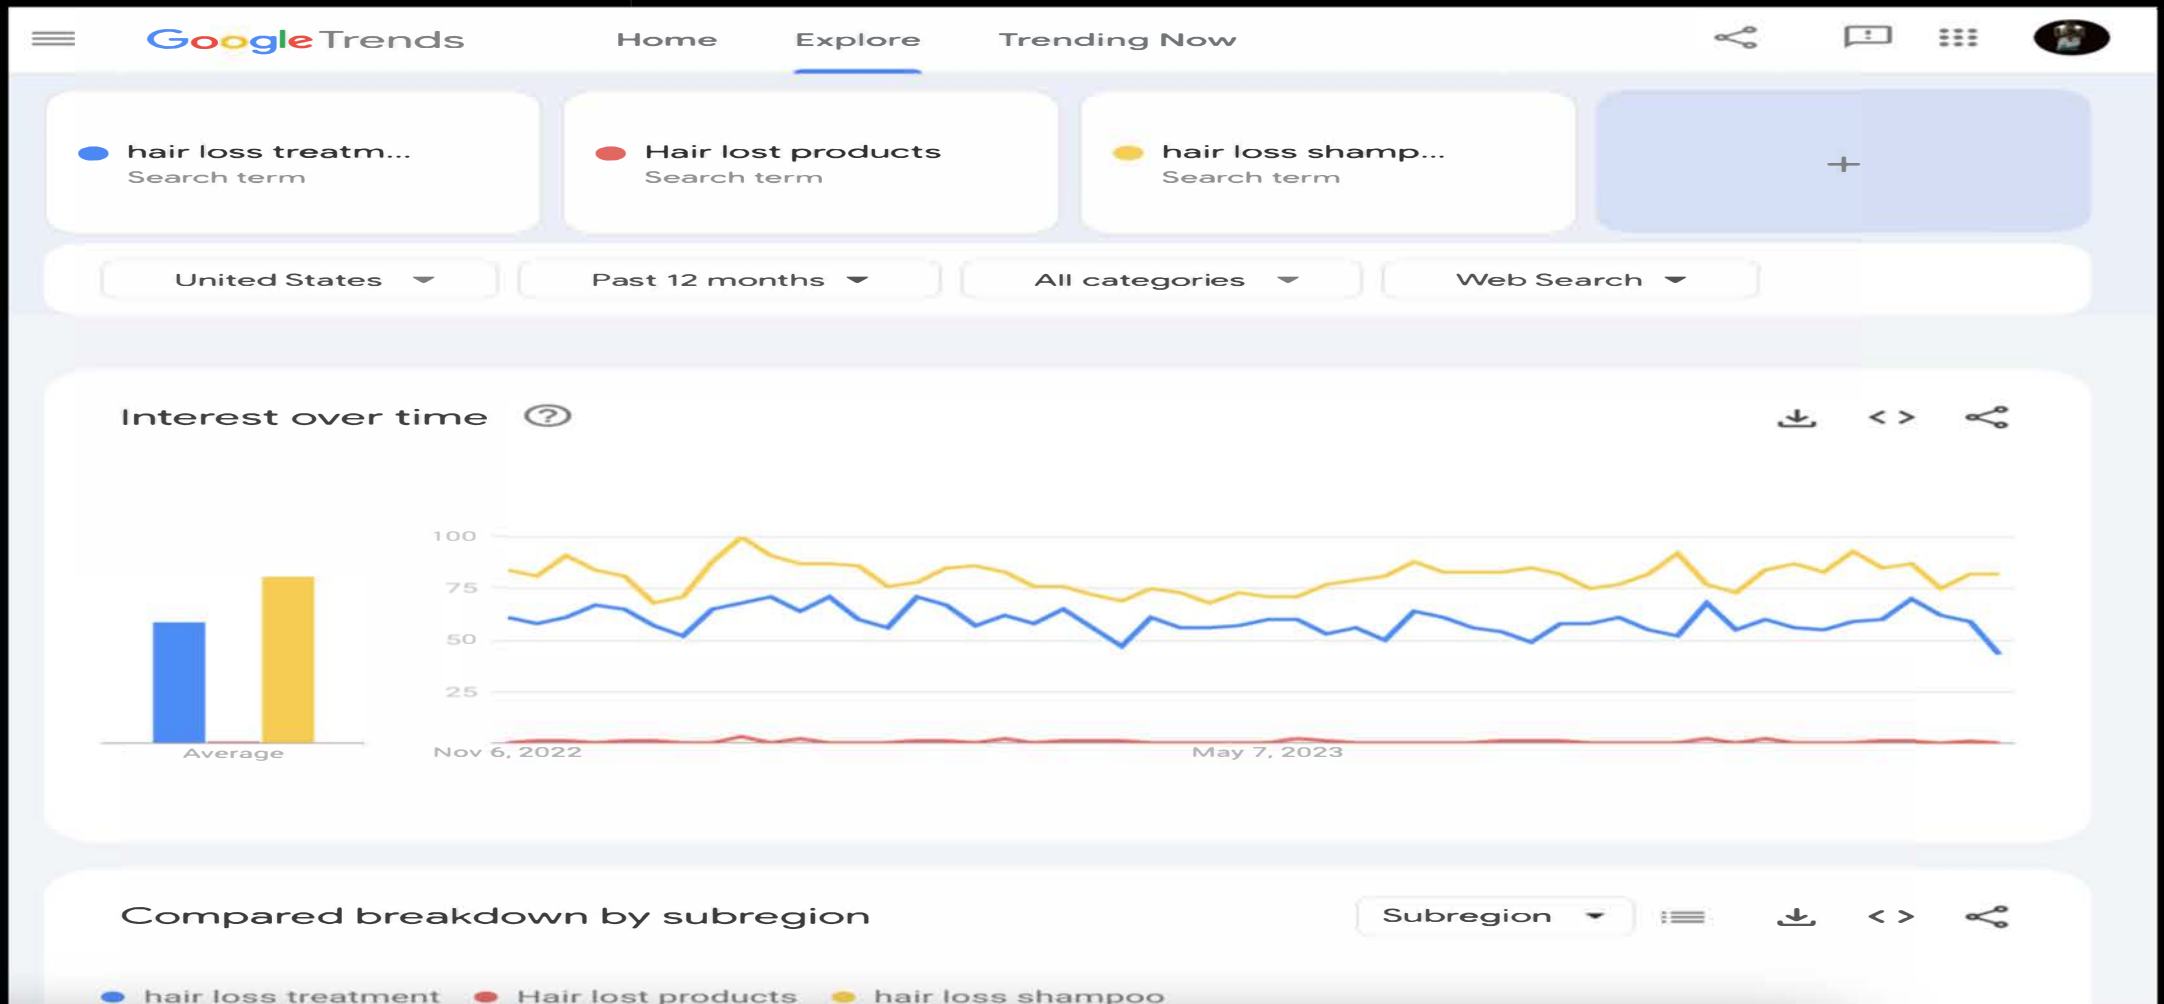 Google Trends Home Explore Trending Now
hair loss treatm... Hair lost products hair loss shamp...
Search term Search term Search term
+
United States Past 12 months All categories Web Search
Interest over time ?
100
75
50
25
Average Nov 6, 2022 May 7, 2023
Compared breakdown by subregion Subregion
hair loss treatment Hair lost products hair loss shampoo